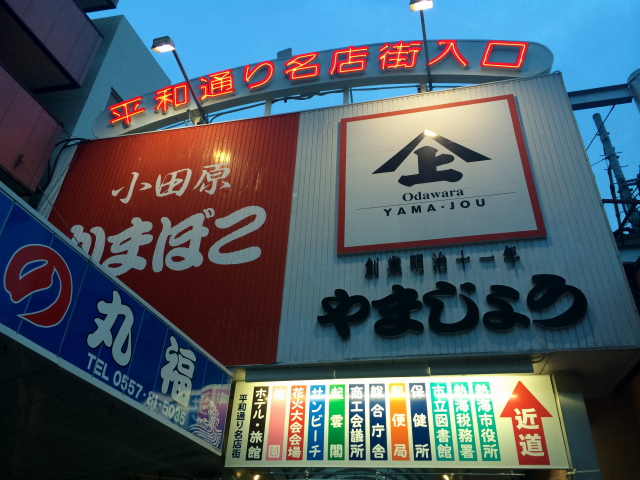 平和通り名店街入口
小田原
かまぼこ
上
Odawara
YAMA-JOU
創業明治十一年
やまじょう
の丸福
TEL 0557-81-5065
近道
熱海市役所
熱海税務署
市立図書館
保健所
郵便局
総合庁舎
商工会議所
起雲閣
サンビーチ
花火大会会場
梅園
ホテル・旅館
平和通り名店街